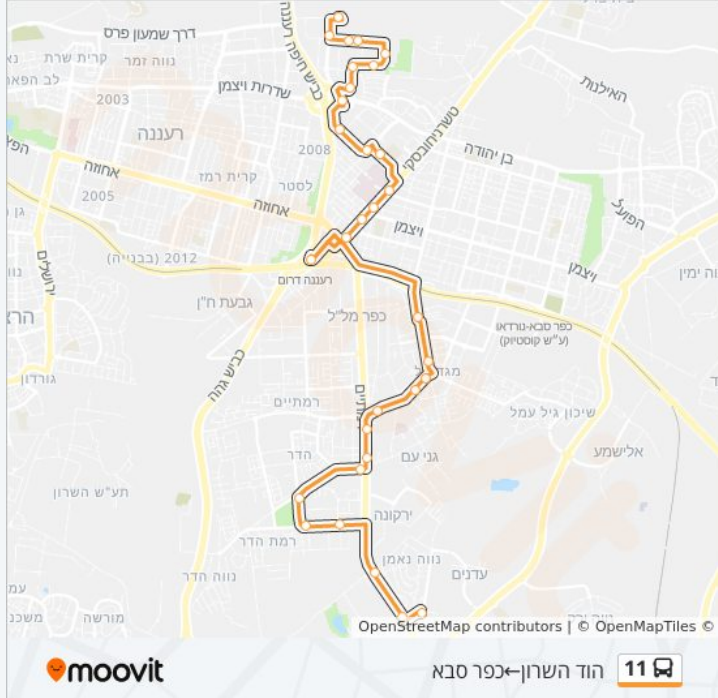 דרך שמעון פרס
כביש חיפה רעננה
קרית שרת
נווה זמר
לב הפארק
שדרות ויצמן
האילנות
2003
רעננה
טשרניחובסקי
2008
בן יהודה
אחוזה
קרית רמז
לסטר
2005
אחוזה
הפועל
ויצמן
ירושלים
2012 (בבנייה)
ויצמן
נווה ימין
רעננה דרום
גבעת ח"ן
כפר מל"ל
כפר סבא-נורדאו
(ע"ש קוסטיוק)
גורדון
כביש גהה
רמתיים
שיכון גיל עמל
הדר
גני עם
אלישמע
תע"ש השרון
ירקונה
רמת הדר
נווה נאמן
נווה הדר
עדנים
מורשה
OpenStreetMap contributors | © OpenMapTiles ©
moovit
הוד השרון←כפר סבא
11